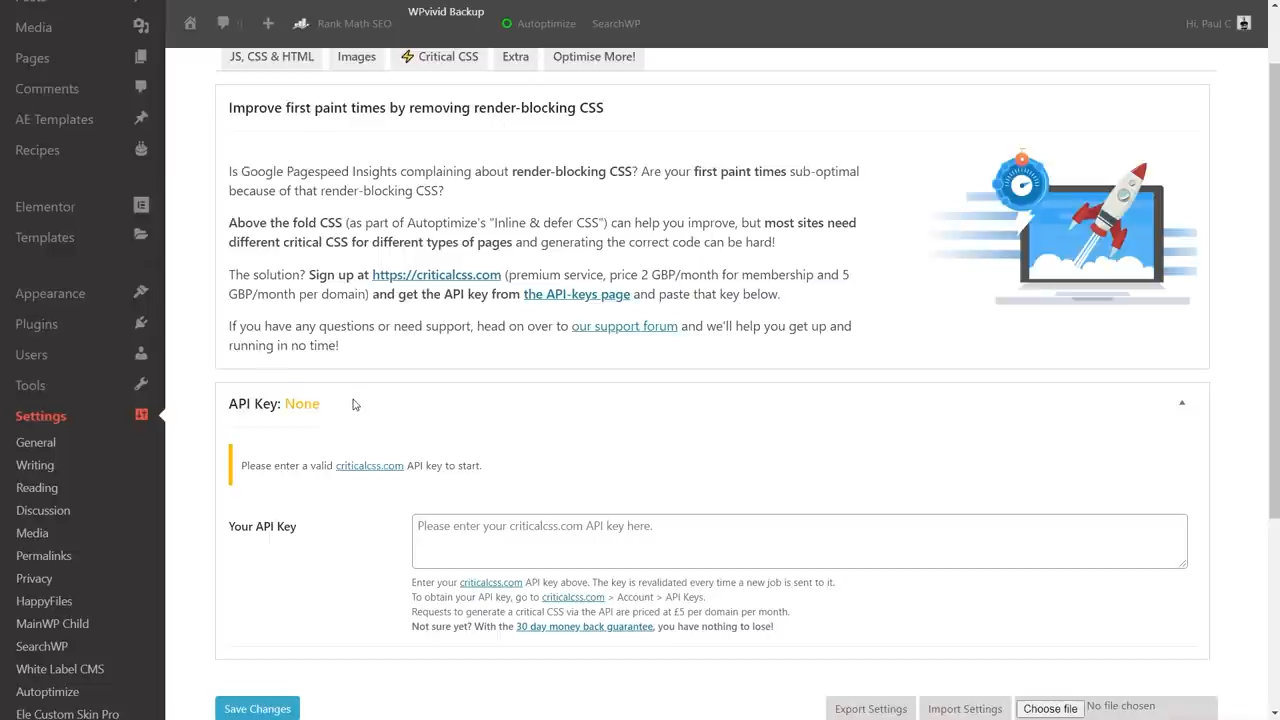 Media
Pages
Comments
AE Templates
Recipes
Elementor
Templates
Appearance
Plugins
Users
Tools
Settings
General
Writing
Reading
Discussion
Media
Permalinks
Privacy
HappyFiles
MainWP Child
SearchWP
White Label CMS
Autoptimize
Ele Custom Skin Pro
Rank Math SEO
WPvivid Backup
Autoptimize
SearchWP
Hi, Paul C
JS, CSS & HTML
Images
Critical CSS
Extra
Optimise More!
Improve first paint times by removing render-blocking CSS
Is Google Pagespeed Insights complaining about render-blocking CSS? Are your first paint times sub-optimal
because of that render-blocking CSS?
Above the fold CSS (as part of Autoptimize's "Inline & defer CSS") can help you improve, but most sites need
different critical CSS for different types of pages and generating the correct code can be hard!
The solution? Sign up at https://criticalcss.com (premium service, price 2 GBP/month for membership and 5
GBP/month per domain) and get the API key from the API-keys page and paste that key below.
If you have any questions or need support, head on over to our support forum and we'll help you get up and
running in no time!
API Key: None
Please enter a valid criticalcss.com API key to start.
Your API Key
Please enter your criticalcss.com API key here.
Enter your criticalcss.com API key above. The key is revalidated every time a new job is sent to it.
To obtain your API key, go to criticalcss.com > Account > API Keys.
Requests to generate a critical CSS via the API are priced at £5 per domain per month.
Not sure yet? With the 30 day money back guarantee, you have nothing to lose!
Save Changes
Export Settings
Import Settings
Choose file
No file chosen